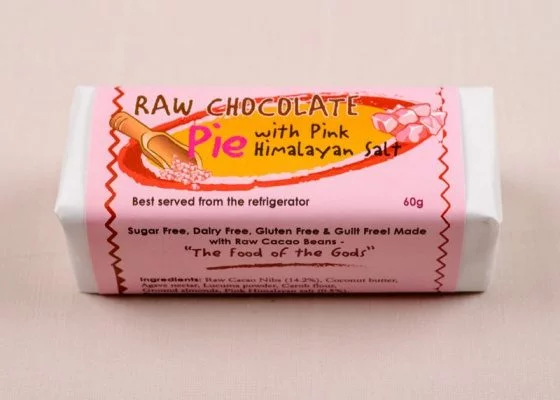 RAW CHOCOLATE
Pie with Pink
Himalayan Salt
Best served from the refrigerator 60g
Sugar Free, Dairy Free, Gluten Free & Guilt Free! Made
with Raw Cacao Beans -
"The Food of the Gods"
Ingredients: Raw Cacao Nibs (14.2%), Coconut butter,
Agave nectar, Lucuma powder, Carob flour,
Ground almonds, Pink Himalayan salt (0.8%).